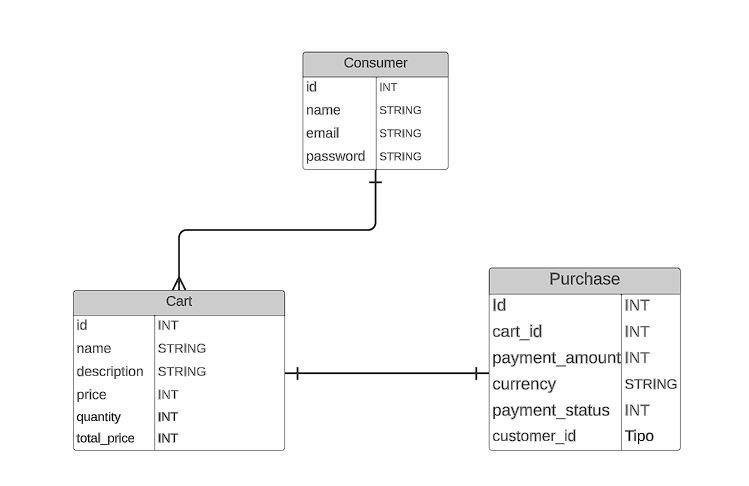 Consumer
id INT
name STRING
email STRING
password STRING
Cart
id INT
name STRING
description STRING
price INT
quantity INT
total_price INT
Purchase
Id INT
cart_id INT
payment_amount INT
currency STRING
payment_status INT
customer_id Tipo